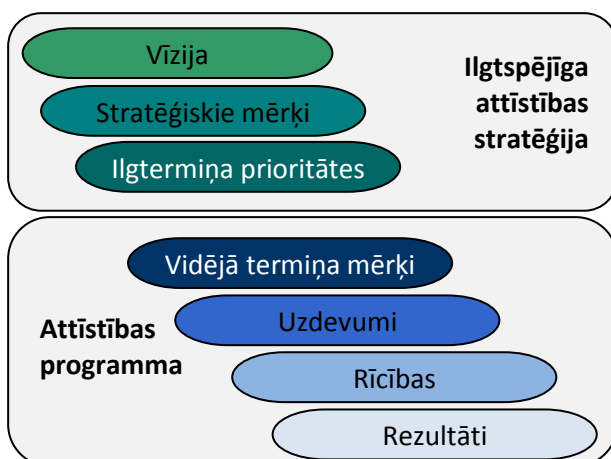 Vīzija
Stratēģiskie mērķi
Ilgtermiņa prioritātes
Ilgtspējīga
attīstības
stratēģija
Vidējā termiņa mērķi
Uzdevumi
Rīcības
Rezultāti
Attīstības
programma